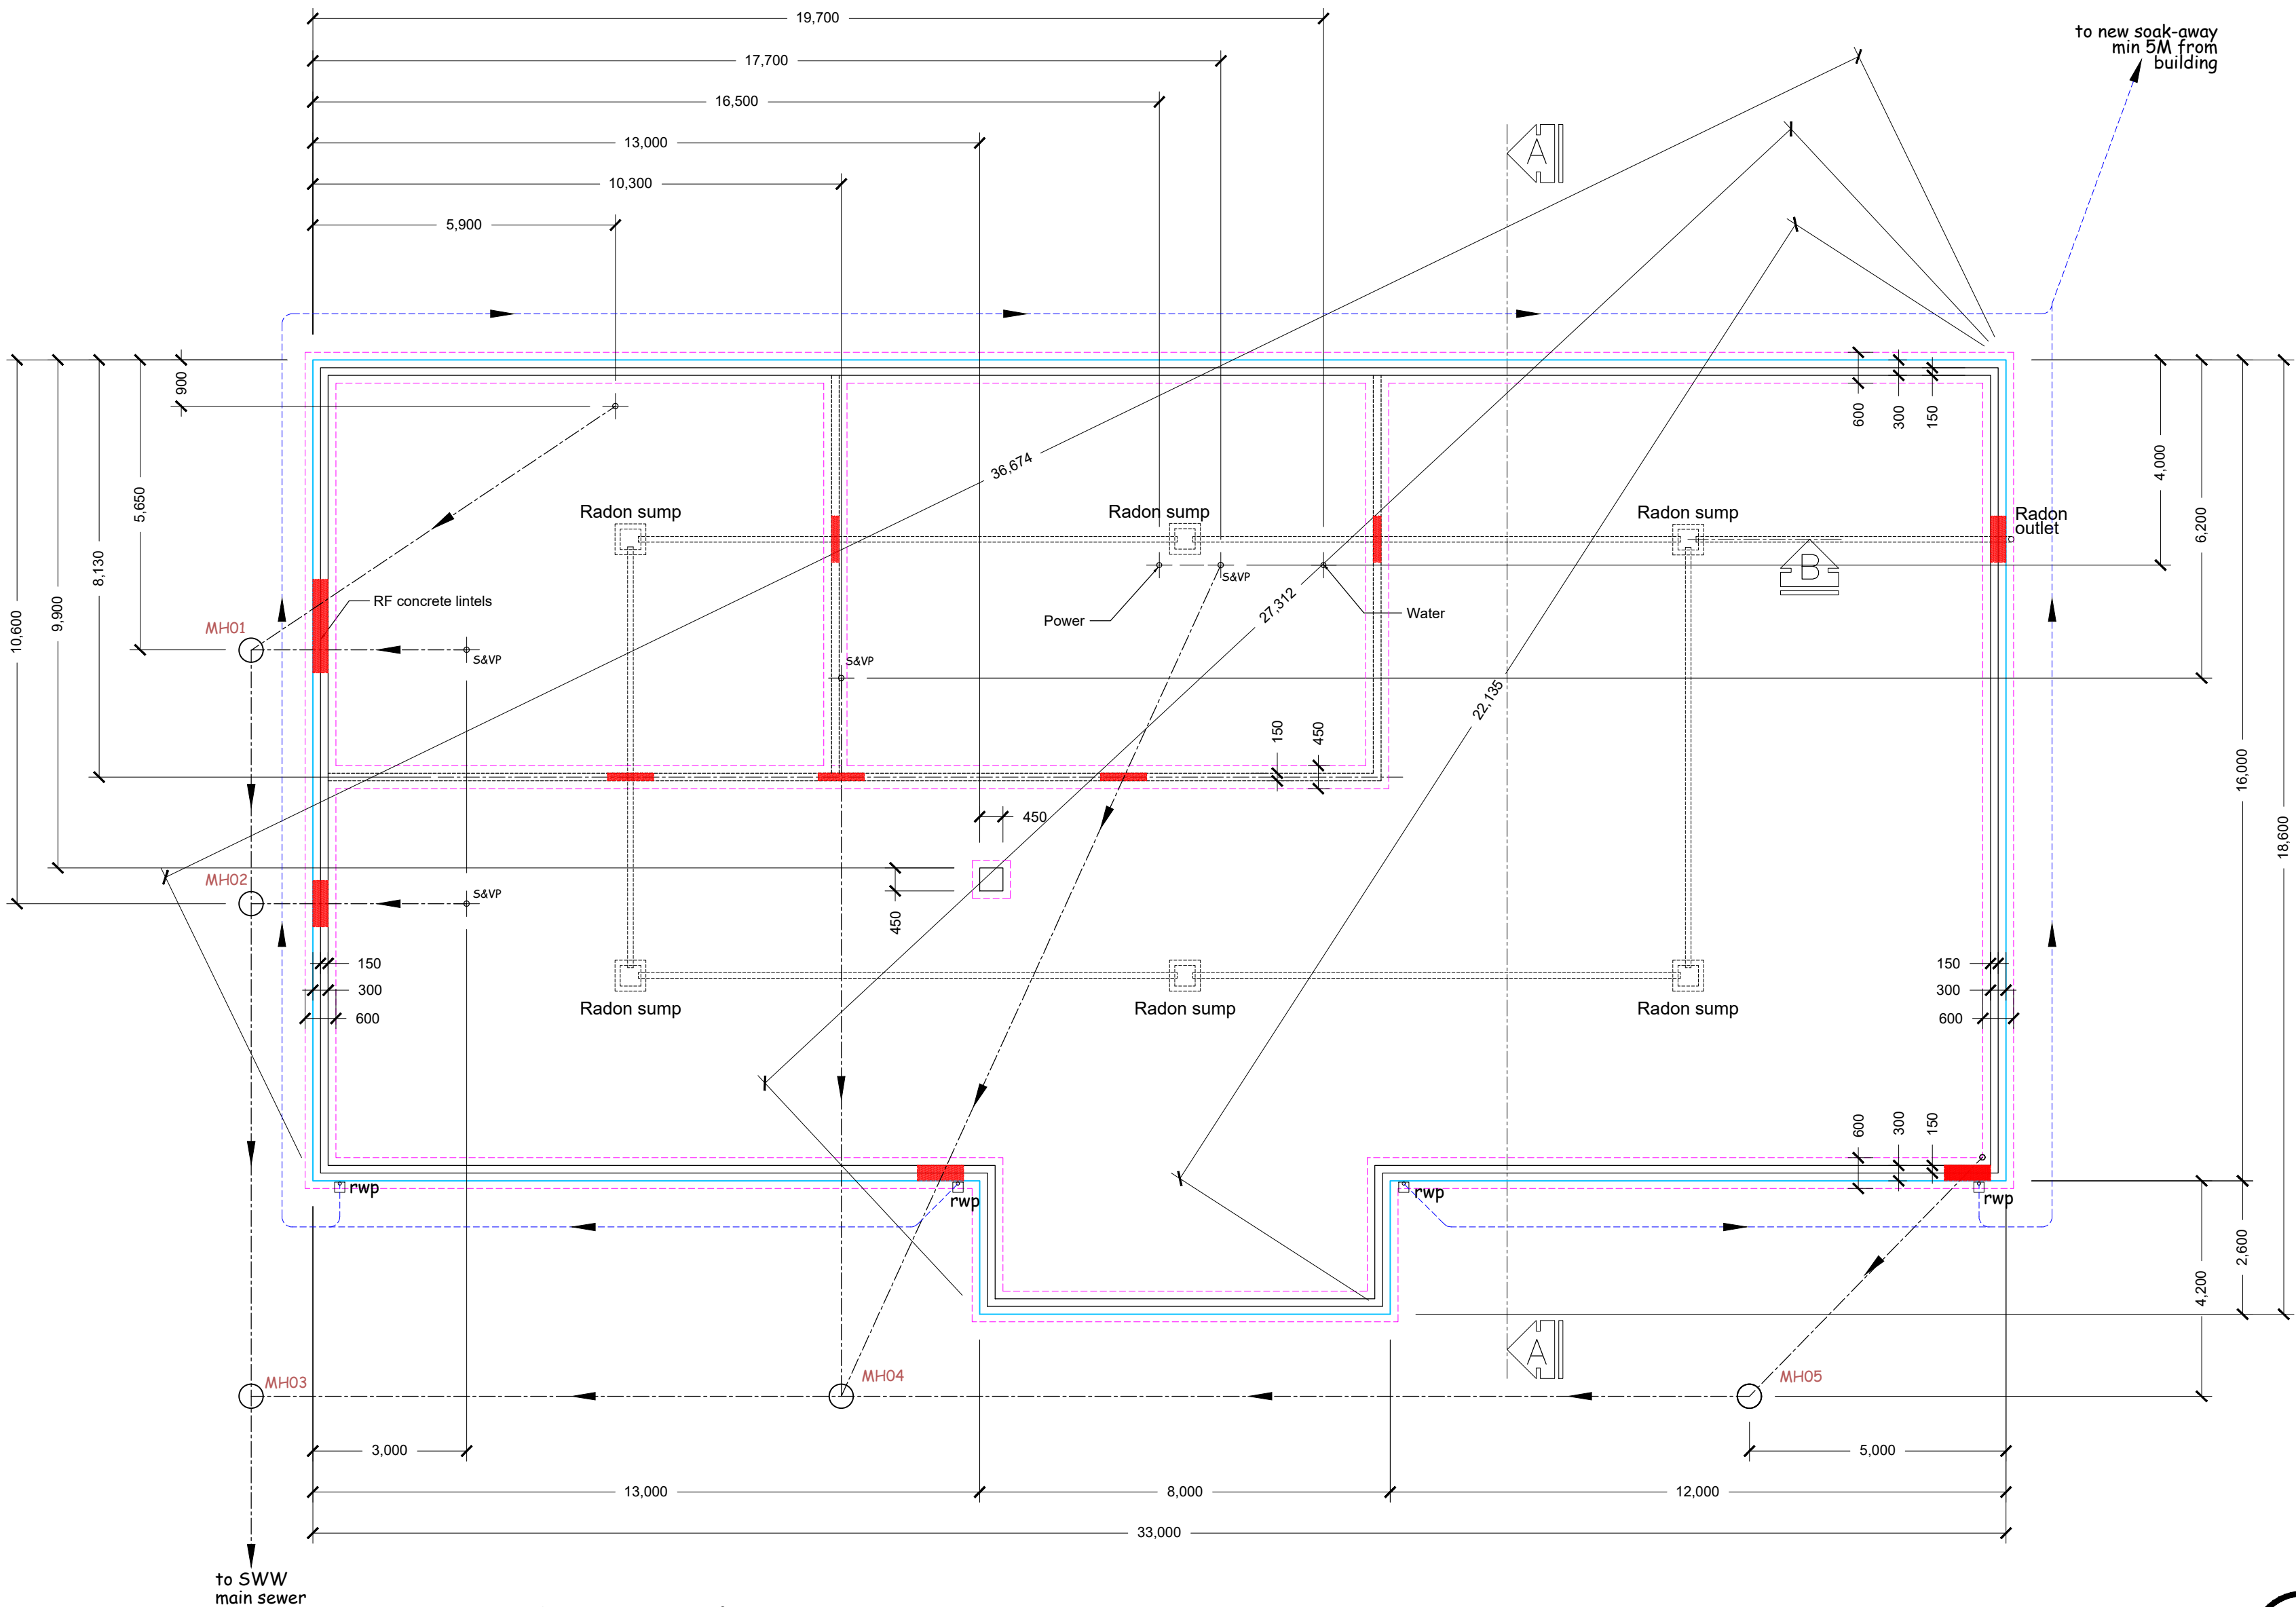 19,700
to new soak-away
min 5M from
building
17,700
16,500
13,000
A
10,300
5,900
900
600
300
150
5,650
4,000
36,674
8,130
6,200
9,900
10,600
Radon sump
Radon sump
Radon sump
Radon
outlet
B
S&VP
RF concrete lintels
27,312
Power
Water
MH01
S&VP
S&VP
22,135
150
450
16,000
450
18,600
MH02
S&VP
450
150
300
600
150
300
600
Radon sump
Radon sump
Radon sump
600
300
150
rwp
rwp
rwp
rwp
2,600
4,200
A
MH03
MH04
MH05
3,000
5,000
13,000
8,000
12,000
33,000
to SWW
main sewer